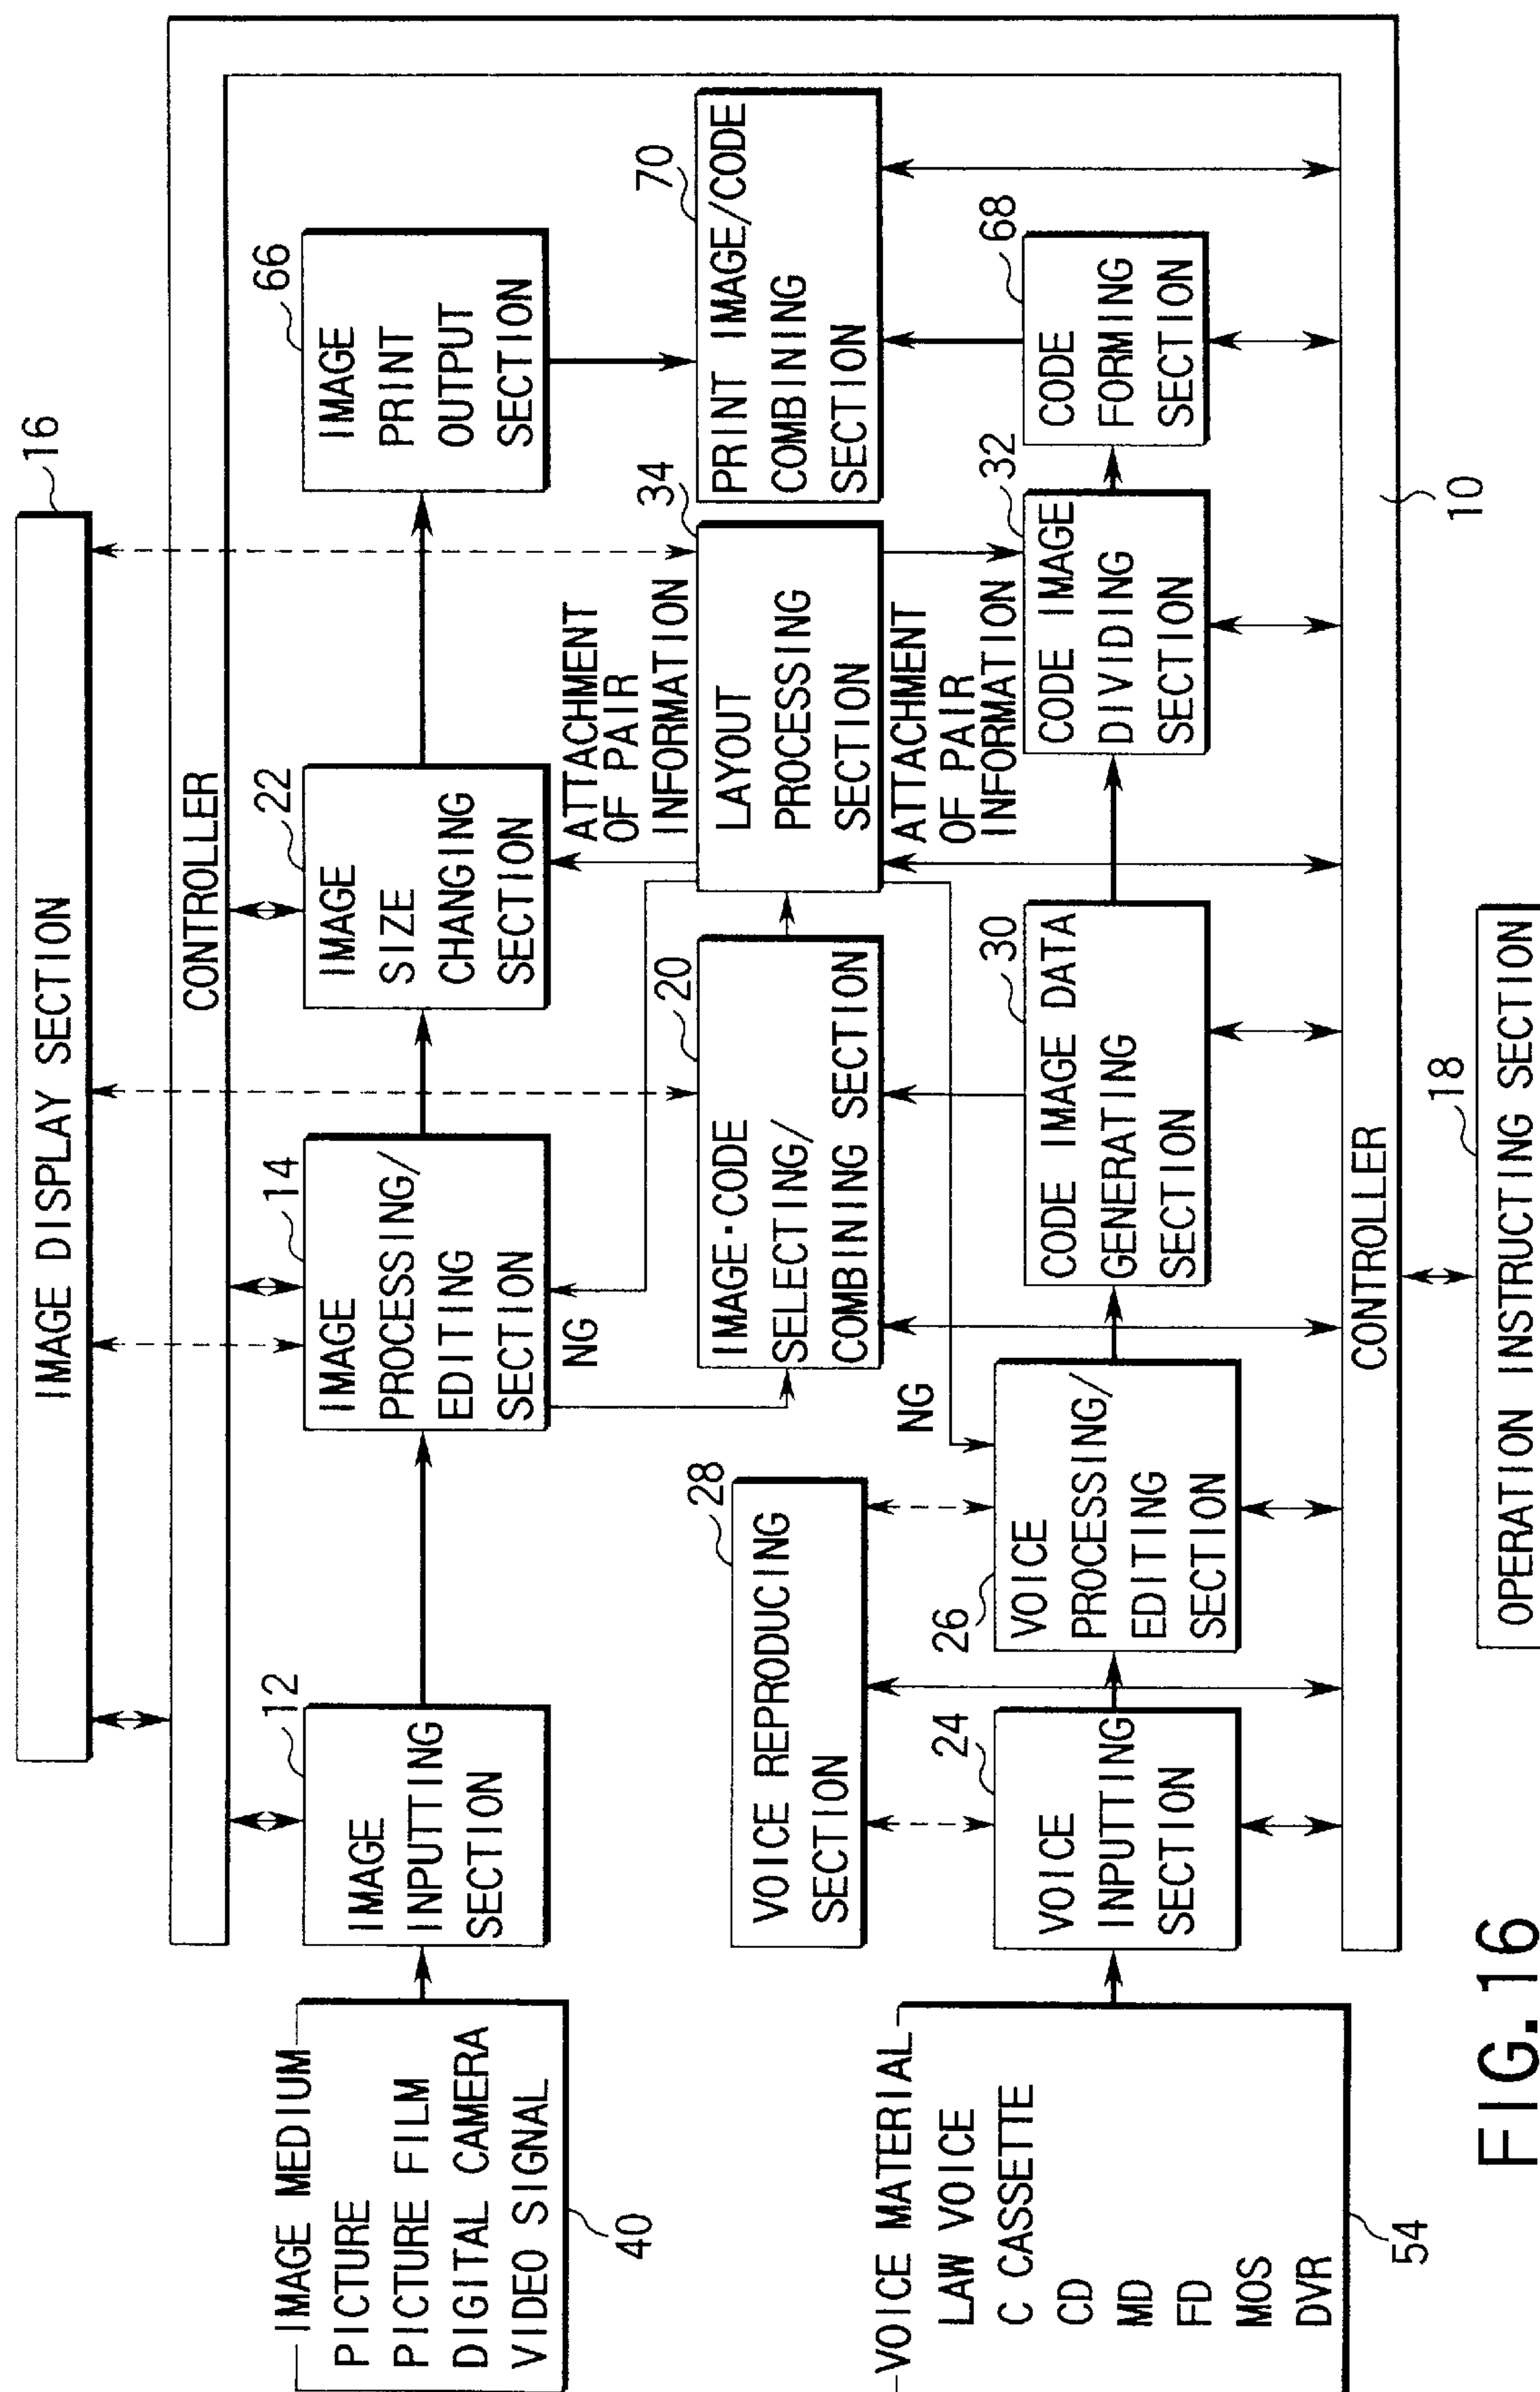 IMAGE DISPLAY SECTION
16
CONTROLLER
IMAGE MEDIUM
PICTURE
PICTURE FILM
DIGITAL CAMERA
VIDEO SIGNAL
40
12
IMAGE
INPUTTING
SECTION
14
IMAGE
PROCESSING/
EDITING
SECTION
22
IMAGE
SIZE
CHANGING
SECTION
66
IMAGE
PRINT
OUTPUT
SECTION
NG
ATTACHMENT
OF PAIR
INFORMATION
20
IMAGE·CODE
SELECTING/
COMBINING SECTION
34
LAYOUT
PROCESSING
SECTION
70
PRINT IMAGE/CODE
COMBINING
SECTION
28
VOICE REPRODUCING
SECTION
NG
ATTACHMENT
OF PAIR
INFORMATION
VOICE MATERIAL
LAW VOICE
C CASSETTE
CD
MD
FD
MOS
DVR
54
24
VOICE
INPUTTING
SECTION
26
VOICE
PROCESSING/
EDITING
SECTION
30
CODE IMAGE DATA
GENERATING
SECTION
32
CODE IMAGE
DIVIDING
SECTION
68
CODE
FORMING
SECTION
CONTROLLER
10
18
OPERATION INSTRUCTING SECTION
FIG. 16